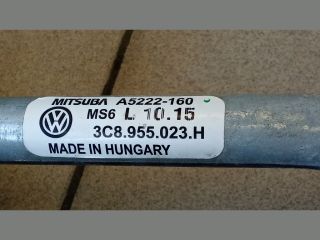 MITSUBA A5222-160
MS6 L 10.15
3C8.955.023.H
MADE IN HUNGARY